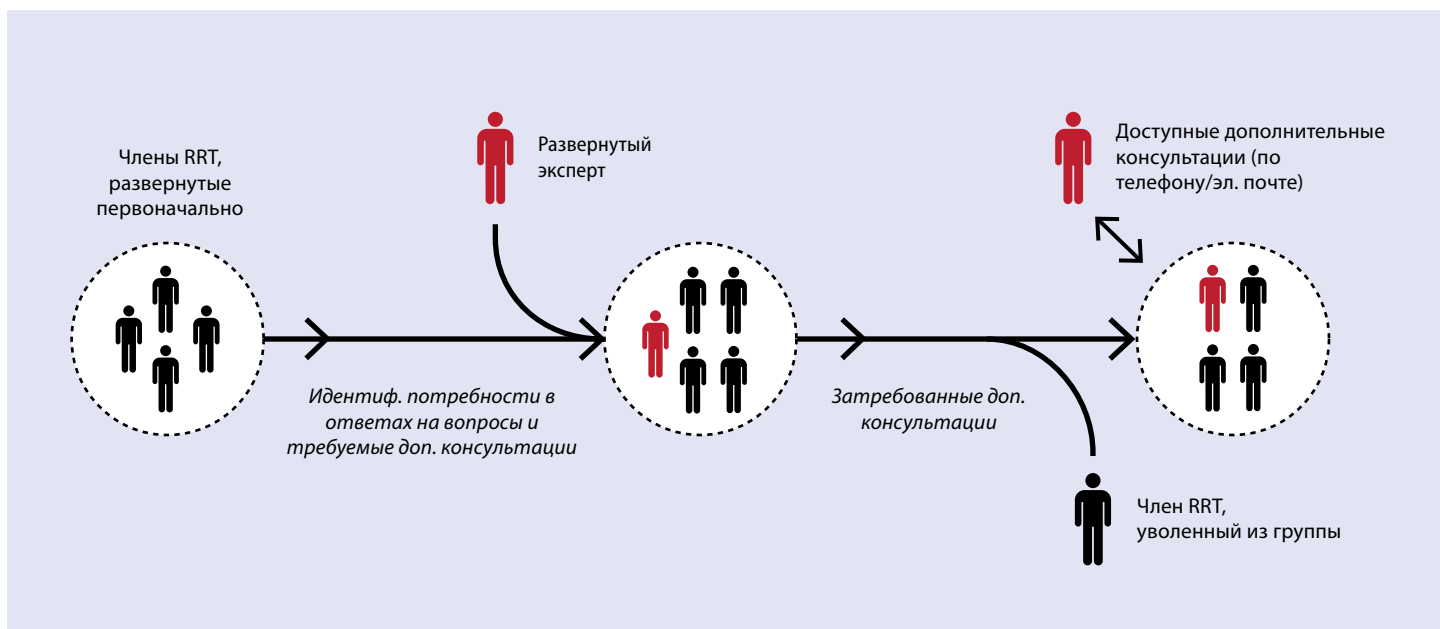 Члены RRT,
развернутые
первоначально
Развернутый
эксперт
Доступные дополнительные
консультации (по
телефону/эл. почте)
Идентиф. потребности в
ответах на вопросы и
требуемые доп. консультации
Затребованные доп.
консультации
Член RRT,
уволенный из группы